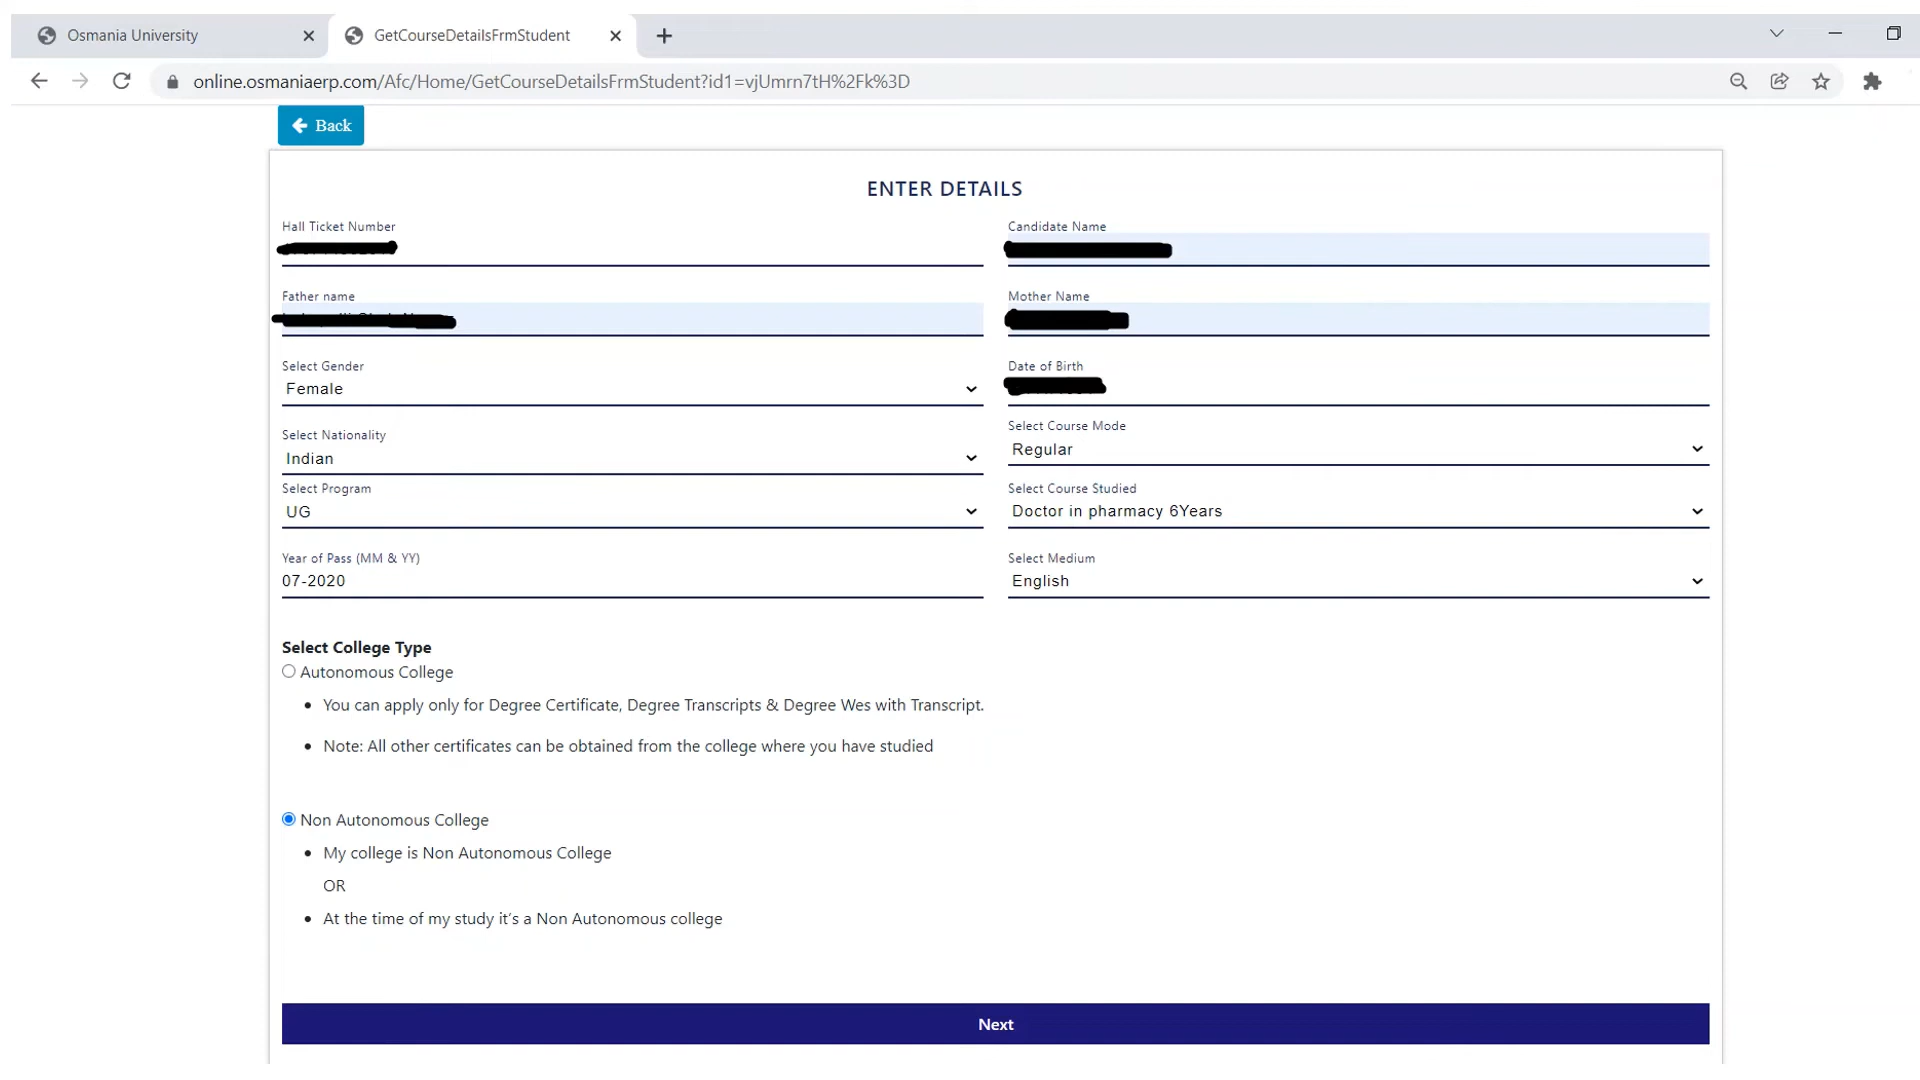 Osmania University
GetCourseDetailsFrmStudent
online.osmaniaerp.com/Afc/Home/GetCourseDetailsFrmStudent?id1=vjUmrn7tH%2Fk%3D
Back
ENTER DETAILS
Hall Ticket Number
Candidate Name
Father name
Mother Name
Select Gender
Female
Date of Birth
Select Nationality
Indian
Select Course Mode
Regular
Select Program
UG
Select Course Studied
Doctor in pharmacy 6Years
Year of Pass (MM & YY)
07-2020
Select Medium
English
Select College Type
Autonomous College
• You can apply only for Degree Certificate, Degree Transcripts & Degree Wes with Transcript.
• Note: All other certificates can be obtained from the college where you have studied
Non Autonomous College
• My college is Non Autonomous College
OR
• At the time of my study it's a Non Autonomous college
Next